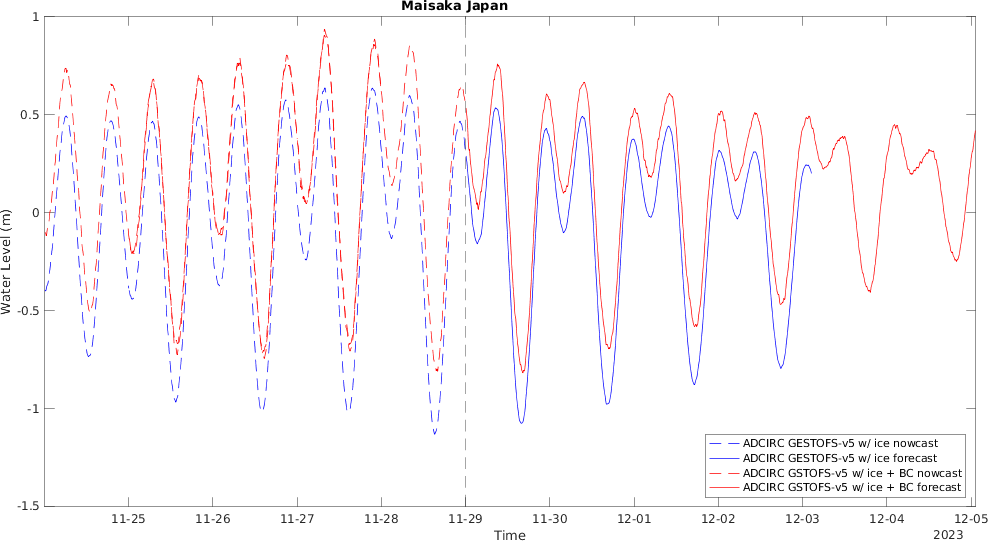 Maisaka Japan
1
0.5
0
-0.5
-1
-1.5
Water Level (m)
ADCIRC GESTOFS-v5 w/ ice nowcast
ADCIRC GESTOFS-v5 w/ ice forecast
ADCIRC GSTOFS-v5 w/ ice + BC nowcast
ADCIRC GSTOFS-v5 w/ ice + BC forecast
11-25 11-26 11-27 11-28 11-29 11-30 12-01 12-02 12-03 12-04 12-05
Time
2023